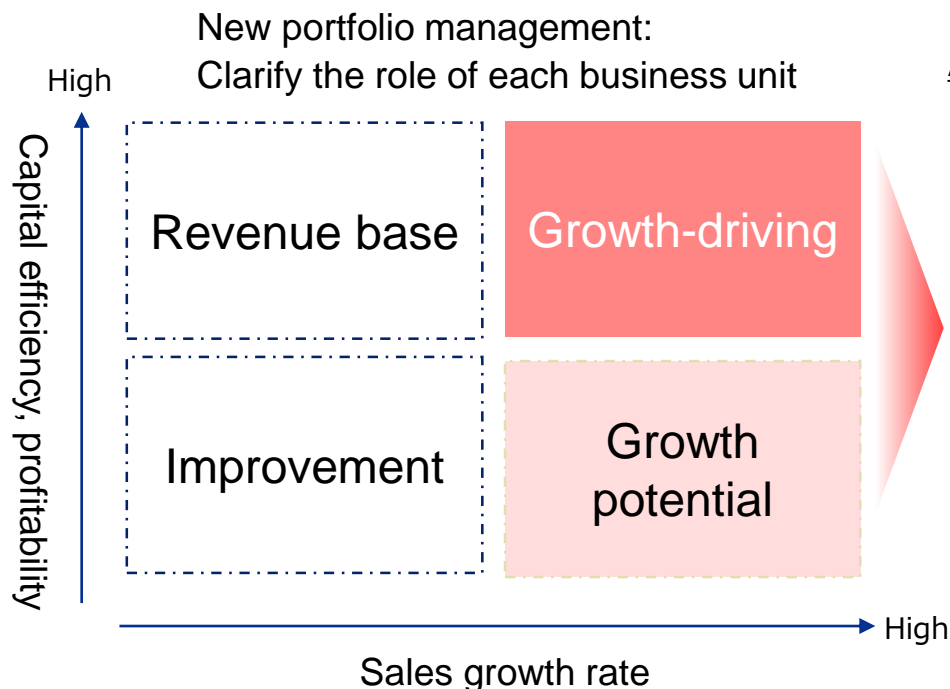 New portfolio management:
Clarify the role of each business unit
High
Capital efficiency, profitability
Revenue base
Growth-driving
Improvement
Growth
potential
High
Sales growth rate